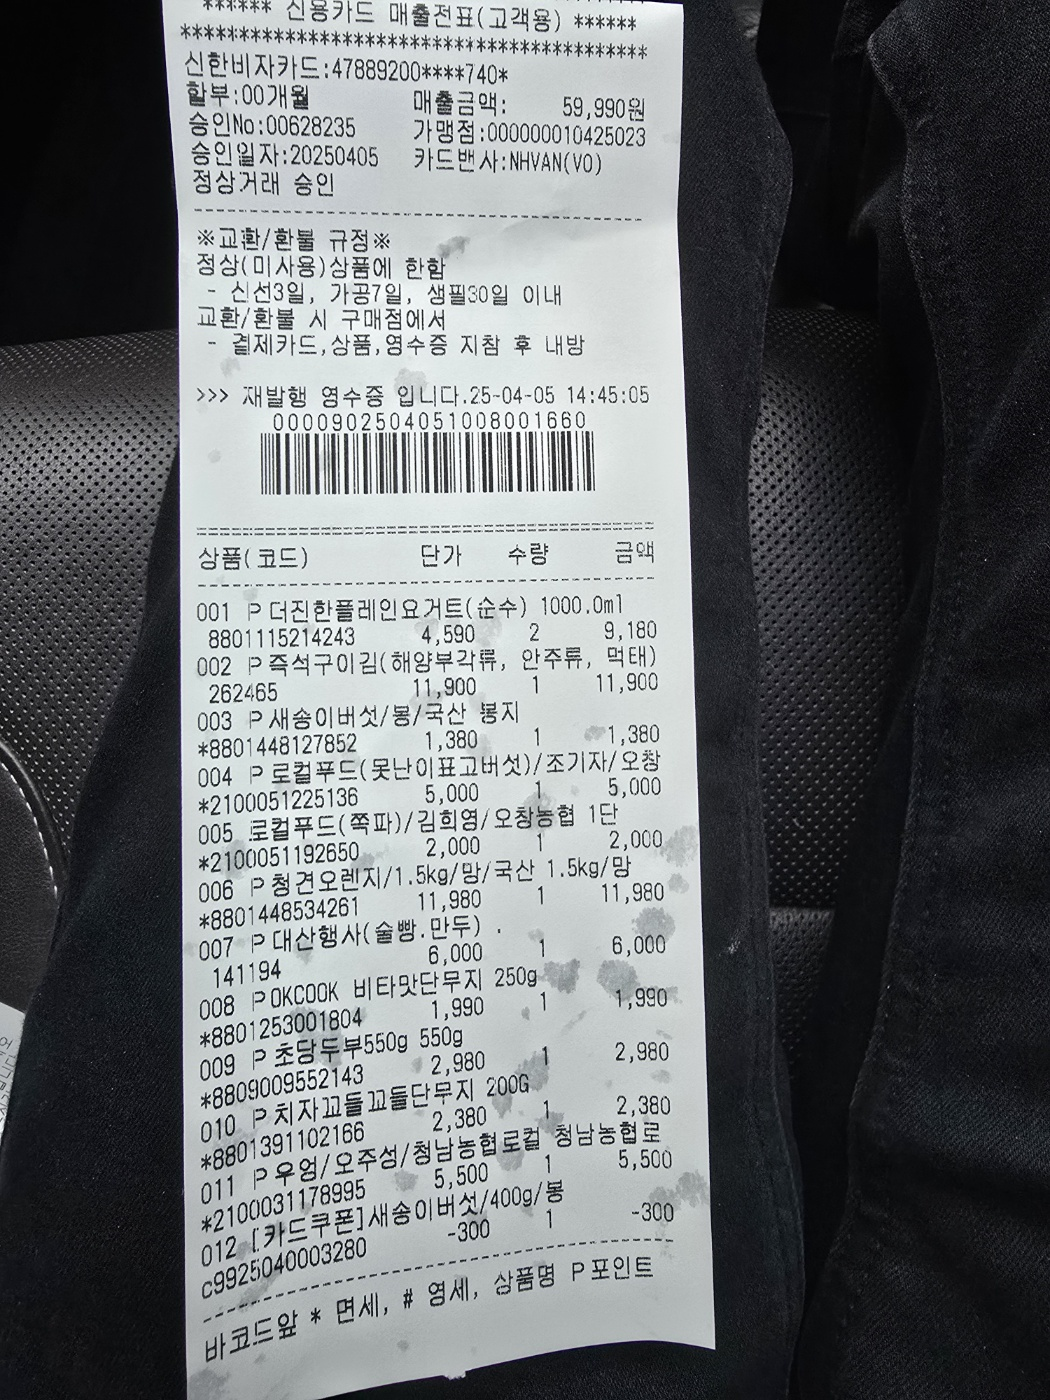 ****** 신용카드 매출전표(고객용) ******
****************************************
신한비자카드:47889200****740*
할부:00개월 매출금액: 59,990원
승인No:00628235 가맹점:000000010425023
승인일자:20250405 카드밴사:NHVAN(VO)
정상거래 승인
※교환/환불 규정※
정상(미사용)상품에 한함
- 신선3일, 가공7일, 생필30일 이내
교환/환불 시 구매점에서
- 결제카드,상품,영수증 지참 후 내방
>>> 재발행 영수증 입니다.25-04-05 14:45:05
0000902504051008001660
상품(코드) 단가 수량 금액
001 P 더진한플레인요거트(순수) 1000.0ml
8801115214243 4,590 2 9,180
002 P 즉석구이김(해양부각류, 안주류, 먹태)
262465 11,900 1 11,900
003 P 새송이버섯/봉/국산 봉지
*8801448127852 1,380 1 1,380
004 P 로컬푸드(못난이표고버섯)/조기자/오창
*2100051225136 5,000 1 5,000
005 로컬푸드(쪽파)/김희영/오창농협 1단
*2100051192650 2,000 1 2,000
006 P 청견오렌지/1.5kg/망/국산 1.5kg/망
*8801448534261 11,980 1 11,980
007 P 대산행사(술빵.만두) .
141194 6,000 1 6,000
008 P OKCOOK 비타맛단무지 250g
*8801253001804 1,990 1 1,990
009 P 초당두부550g 550g
*8809009552143 2,980 1 2,980
010 P 치자꼬들꼬들단무지 200G
*8801391102166 2,380 1 2,380
011 P 우엉/오주성/청남농협로컬 청남농협로
*2100031178995 5,500 1 5,500
012 [카드쿠폰]새송이버섯/400g/봉
c9925040003280 -300 1 -300
바코드앞 * 면세, # 영세, 상품명 P 포인트